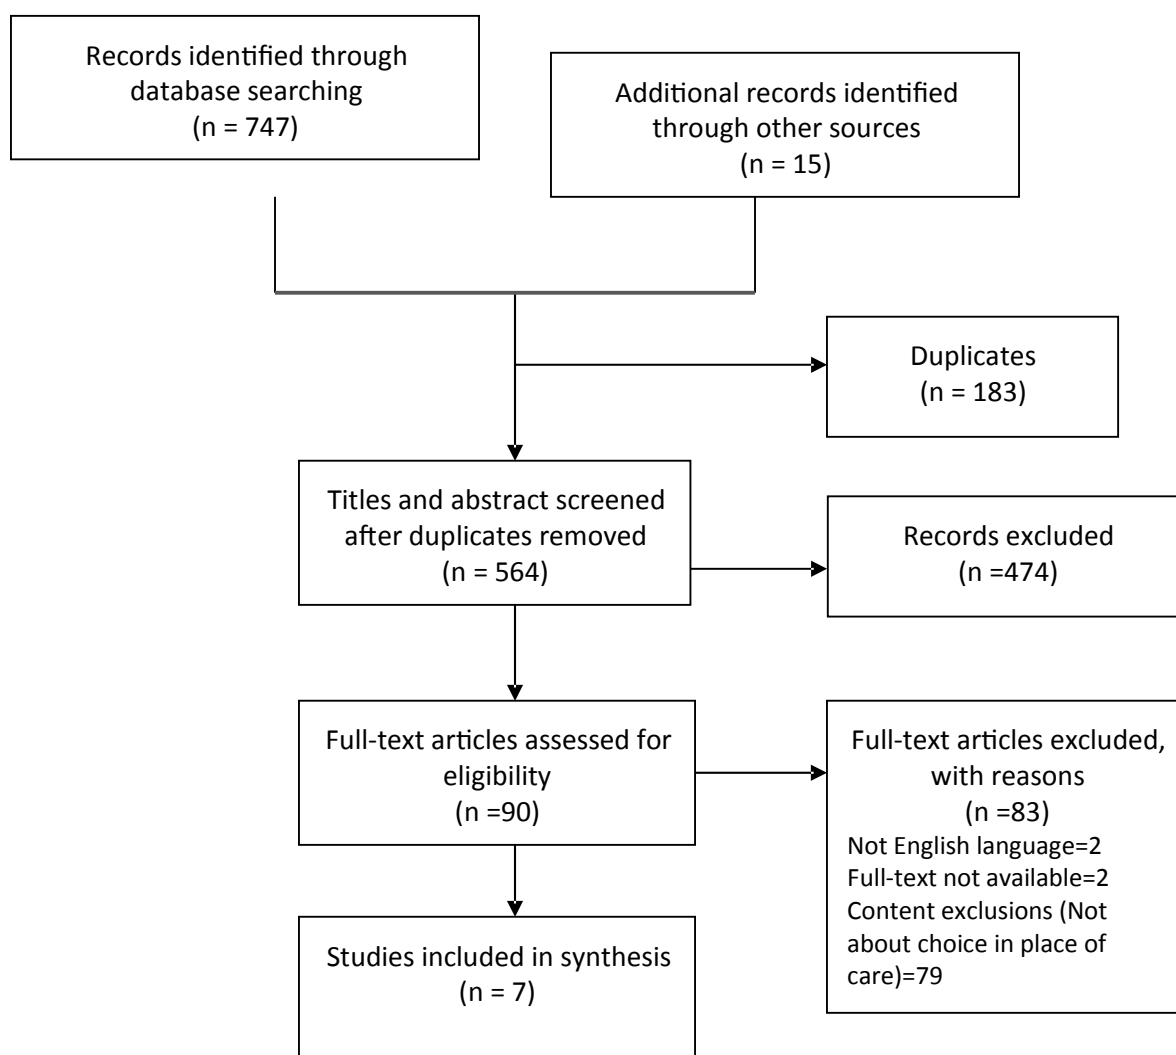 Records identified through
database searching
(n = 747)
Additional records identified
through other sources
(n = 15)
Duplicates
(n = 183)
Titles and abstract screened
after duplicates removed
(n = 564)
Records excluded
(n =474)
Full-text articles assessed for
eligibility
(n =90)
Full-text articles excluded,
with reasons
(n =83)
Not English language=2
Full-text not available=2
Content exclusions (Not
about choice in place of
care)=79
Studies included in synthesis
(n = 7)